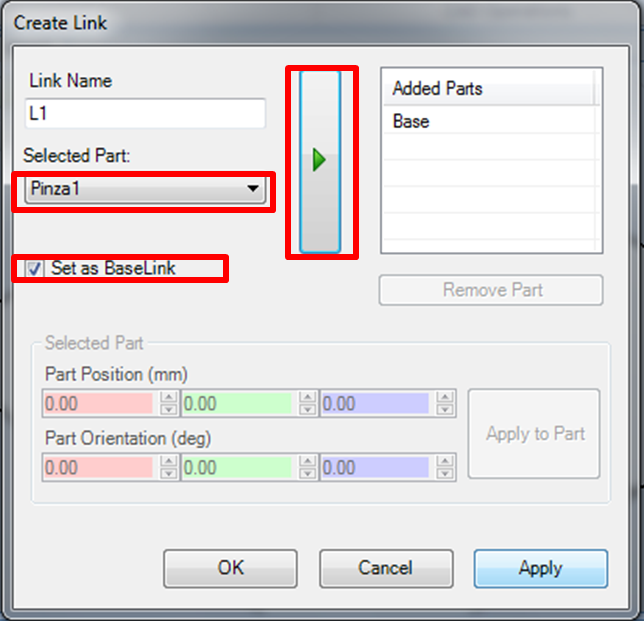 Create Link
Link Name
L1
Selected Part:
Pinza1
Set as BaseLink
Added Parts
Base
Remove Part
Selected Part
Part Position (mm)
0.00 0.00 0.00
Part Orientation (deg)
0.00 0.00 0.00
Apply to Part
OK Cancel Apply